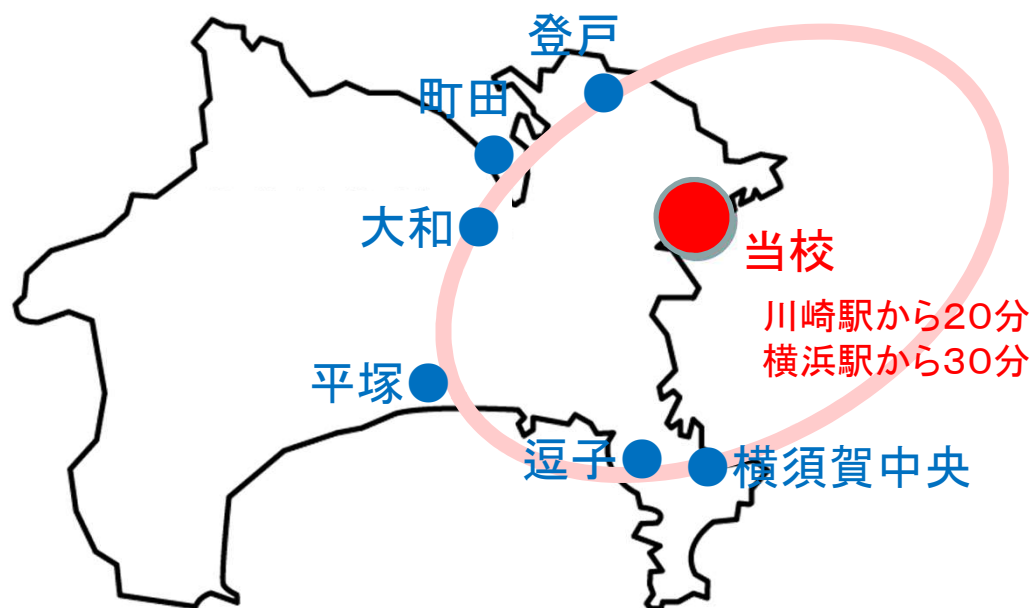 登戸
町田
大和
当校
川崎駅から20分
横浜駅から30分
平塚
逗子
横須賀中央